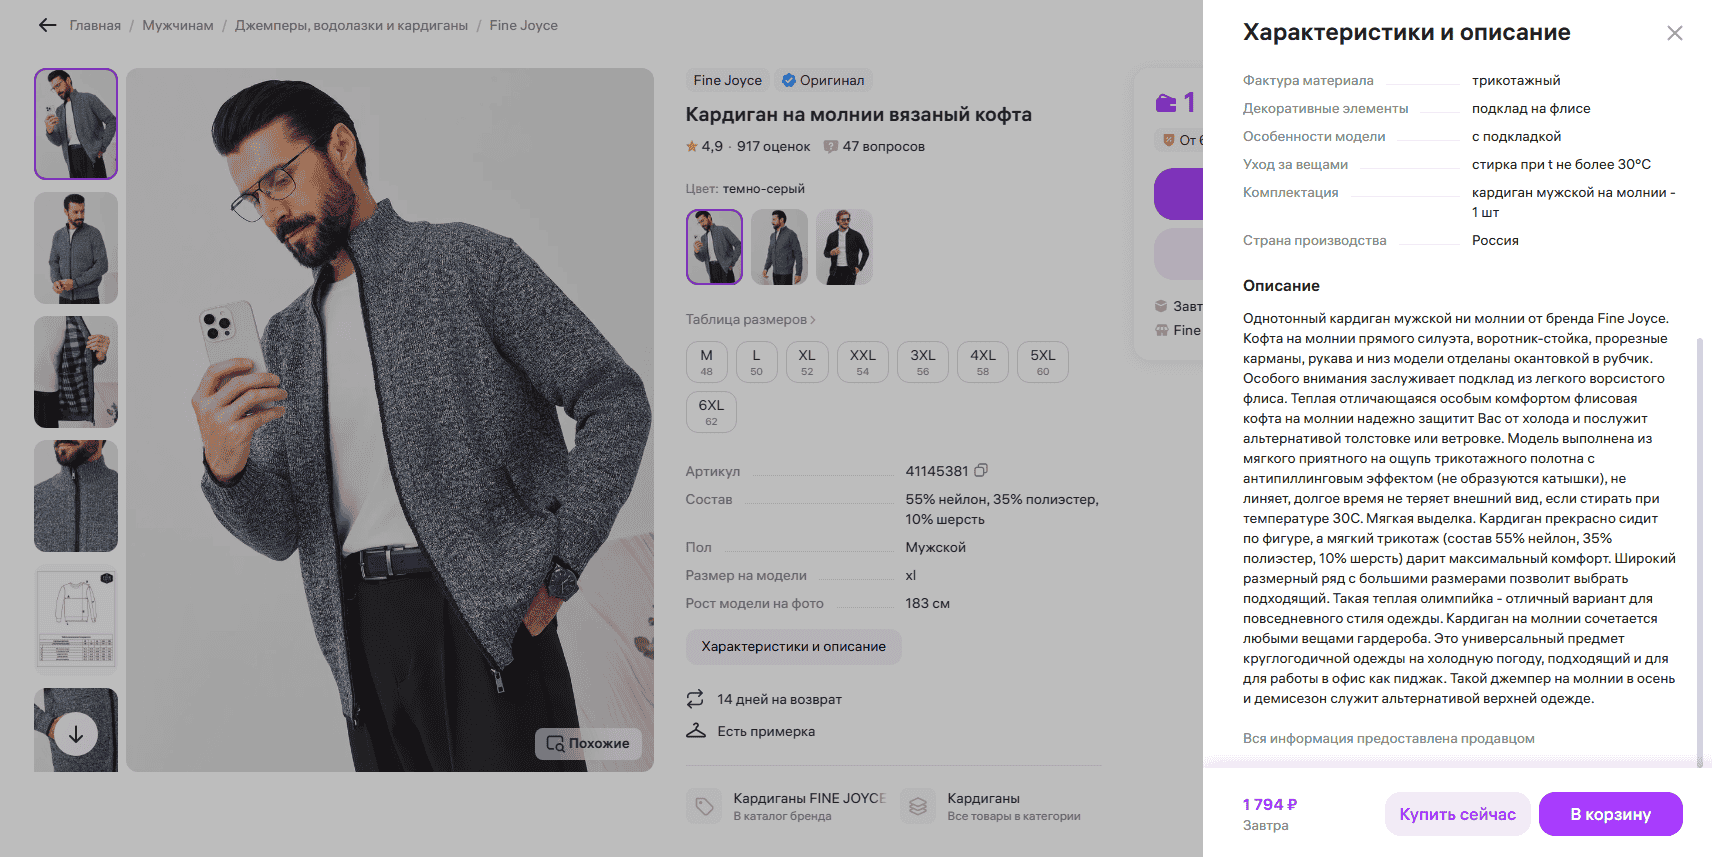 Главная / Мужчинам / Джемперы, водолазки и кардиганы / Fine Joyce
Похожие
Fine Joyce
Оригинал
Кардиган на молнии вязаный кофта
4,9 · 917 оценок
47 вопросов
Цвет: темно-серый
Таблица размеров
M
48
L
50
XL
52
XXL
54
3XL
56
4XL
58
5XL
60
6XL
62
Артикул 41145381
Состав 55% нейлон, 35% полиэстер,
10% шерсть
Пол Мужской
Размер на модели xl
Рост модели на фото 183 см
Характеристики и описание
14 дней на возврат
Есть примерка
Кардиганы FINE JOYCE
В каталог бренда
Кардиганы
Все товары в категории
1
От 6
Завт
Fine
Характеристики и описание
Фактура материала трикотажный
Декоративные элементы подклад на флисе
Особенности модели с подкладкой
Уход за вещами стирка при t не более 30°C
Комплектация кардиган мужской на молнии -
1 шт
Страна производства Россия
Описание
Однотонный кардиган мужской ни молнии от бренда Fine Joyce.
Кофта на молнии прямого силуэта, воротник-стойка, прорезные
карманы, рукава и низ модели отделаны окантовкой в рубчик.
Особого внимания заслуживает подклад из легкого ворсистого
флиса. Теплая отличающаяся особым комфортом флисовая
кофта на молнии надежно защитит Вас от холода и послужит
альтернативой толстовке или ветровке. Модель выполнена из
мягкого приятного на ощупь трикотажного полотна с
антипиллинговым эффектом (не образуются катышки), не
линяет, долгое время не теряет внешний вид, если стирать при
температуре 30С. Мягкая выделка. Кардиган прекрасно сидит
по фигуре, а мягкий трикотаж (состав 55% нейлон, 35%
полиэстер, 10% шерсть) дарит максимальный комфорт. Широкий
размерный ряд с большими размерами позволит выбрать
подходящий. Такая теплая олимпийка - отличный вариант для
повседневного стиля одежды. Кардиган на молнии сочетается
любыми вещами гардероба. Это универсальный предмет
круглогодичной одежды на холодную погоду, подходящий и для
для работы в офис как пиджак. Такой джемпер на молнии в осень
и демисезон служит альтернативой верхней одежде.
Вся информация предоставлена продавцом
1 794 ₽
Завтра
Купить сейчас
В корзину